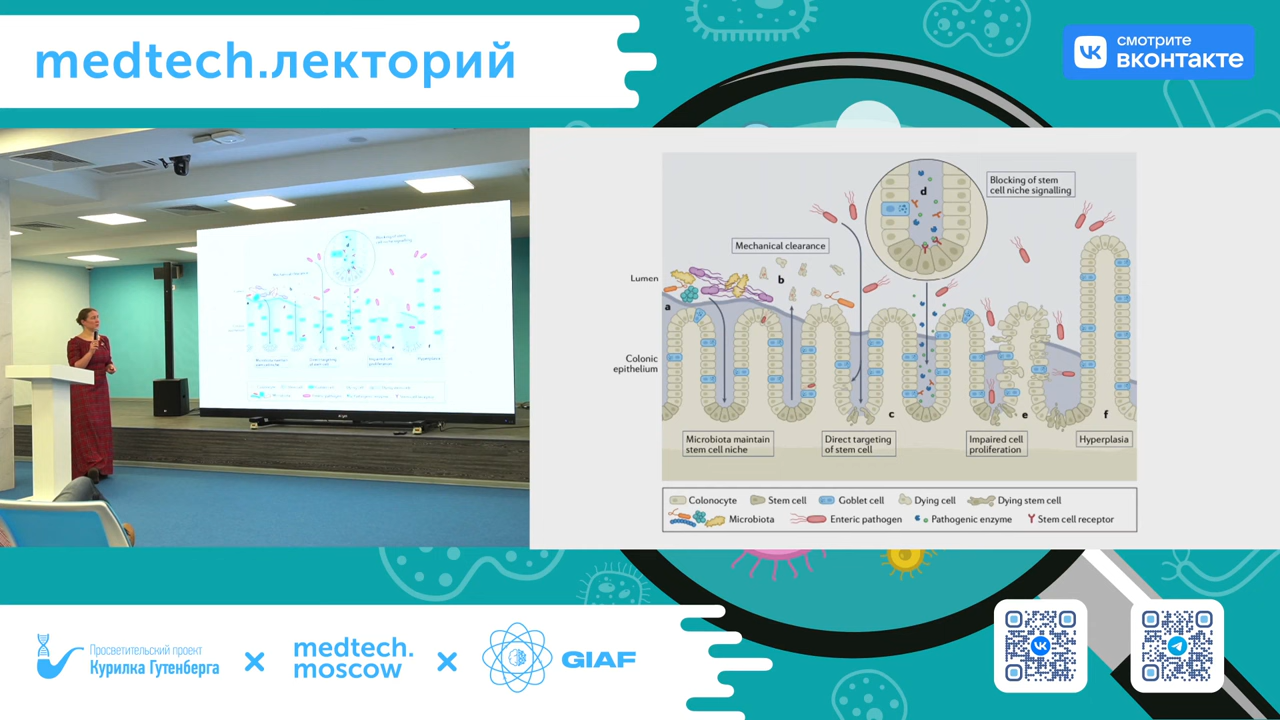 medtech.лекторий
смотрите
вконтакте
Blocking of stem
cell niche signalling
d
Mechanical clearance
Lumen
b
a
Colonic
epithelium
c
e
f
Microbiota maintain
stem cell niche
Direct targeting
of stem cell
Impaired cell
proliferation
Hyperplasia
Colonocyte
Stem cell
Goblet cell
Dying cell
Dying stem cell
Microbiota
Enteric pathogen
Pathogenic enzyme
Stem cell receptor
Просветительский проект
Курилка Гутенберга
×
medtech.
moscow
×
GIAF